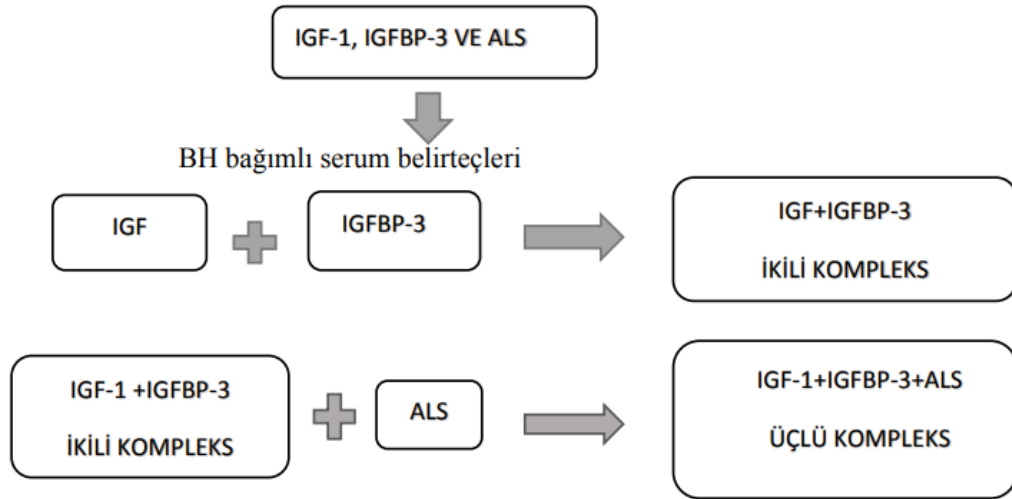 IGF-1, IGFBP-3 VE ALS
BH bağımlı serum belirteçleri
IGF
IGFBP-3
IGF+IGFBP-3
İKİLİ KOMPLEKS
IGF-1 +IGFBP-3
İKİLİ KOMPLEKS
ALS
IGF-1+IGFBP-3+ALS
ÜÇLÜ KOMPLEKS